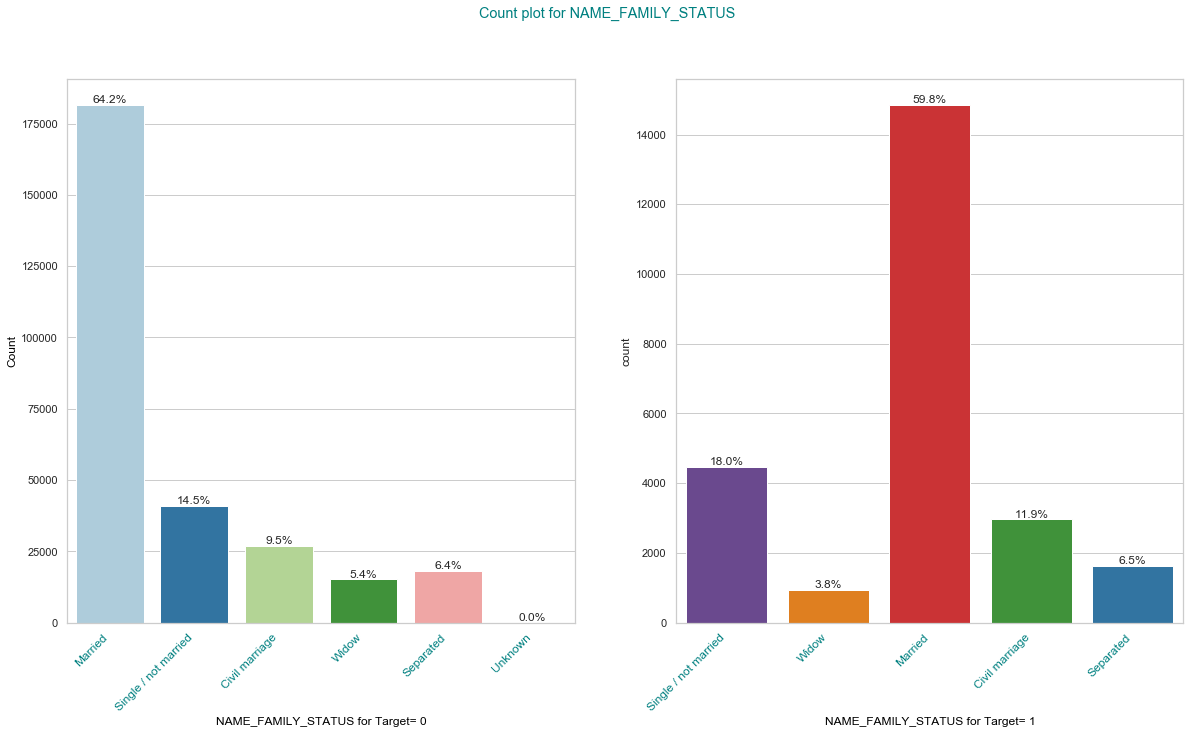 Count plot for NAME_FAMILY_STATUS
Count
175000
150000
125000
100000
75000
50000
25000
0
64.2%
14.5%
9.5%
5.4%
6.4%
0.0%
Married
Single / not married
Civil marriage
Widow
Separated
Unknown
NAME_FAMILY_STATUS for Target= 0
count
14000
12000
10000
8000
6000
4000
2000
0
18.0%
3.8%
59.8%
11.9%
6.5%
Single / not married
Widow
Married
Civil marriage
Separated
NAME_FAMILY_STATUS for Target= 1